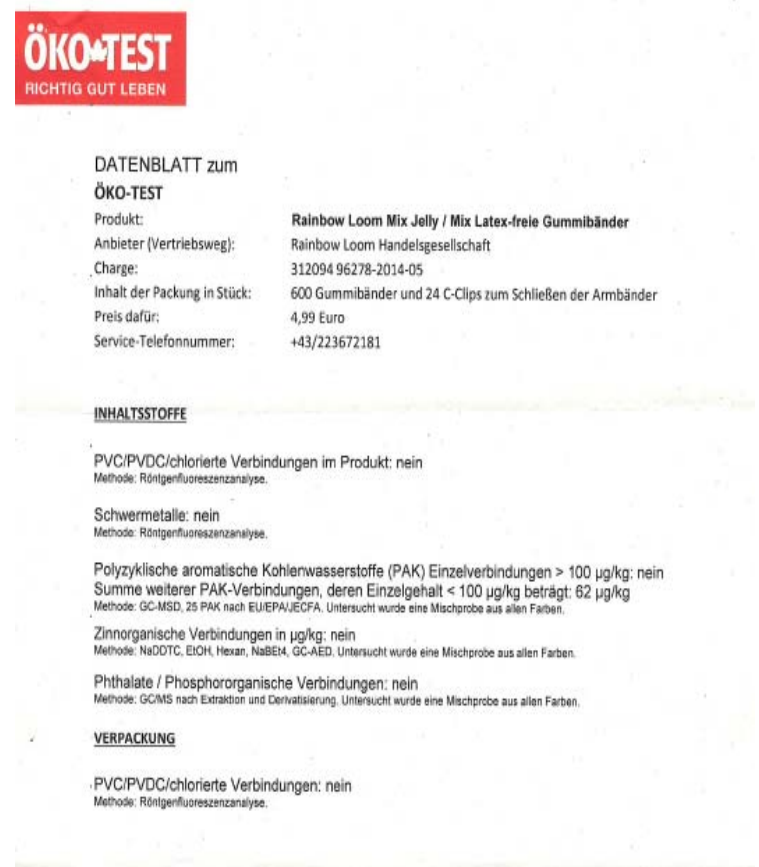 ÖKO TEST
RICHTIG GUT LEBEN
DATENBLATT zum
ÖKO-TEST
Produkt: Rainbow Loom Mix Jelly / Mix Latex-freie Gummibänder
Anbieter (Vertriebsweg): Rainbow Loom Handelsgesellschaft
Charge: 312094 96278-2014-05
Inhalt der Packung in Stück: 600 Gummibänder und 24 C-Clips zum Schließen der Armbänder
Preis dafür: 4,99 Euro
Service-Telefonnummer: +43/223672181
INHALTSSTOFFE
PVC/PVDC/chlorierte Verbindungen im Produkt: nein
Methode: Röntgenfluoreszenzanalyse.
Schwermetalle: nein
Methode: Röntgenfluoreszenzanalyse.
Polyzyklische aromatische Kohlenwasserstoffe (PAK) Einzelverbindungen > 100 µg/kg: nein
Summe weiterer PAK-Verbindungen, deren Einzelgehalt < 100 µg/kg beträgt: 62 µg/kg
Methode: GC-MSD, 25 PAK nach EU/EPA/JECFA. Untersucht wurde eine Mischprobe aus allen Farben.
Zinnorganische Verbindungen in µg/kg: nein
Methode: NaDDTC, EtOH, Hexan, NaBEt4, GC-AED. Untersucht wurde eine Mischprobe aus allen Farben.
Phthalate / Phosphororganische Verbindungen: nein
Methode: GC/MS nach Extraktion und Derivatisierung. Untersucht wurde eine Mischprobe aus allen Farben.
VERPACKUNG
PVC/PVDC/chlorierte Verbindungen: nein
Methode: Röntgenfluoreszenzanalyse.